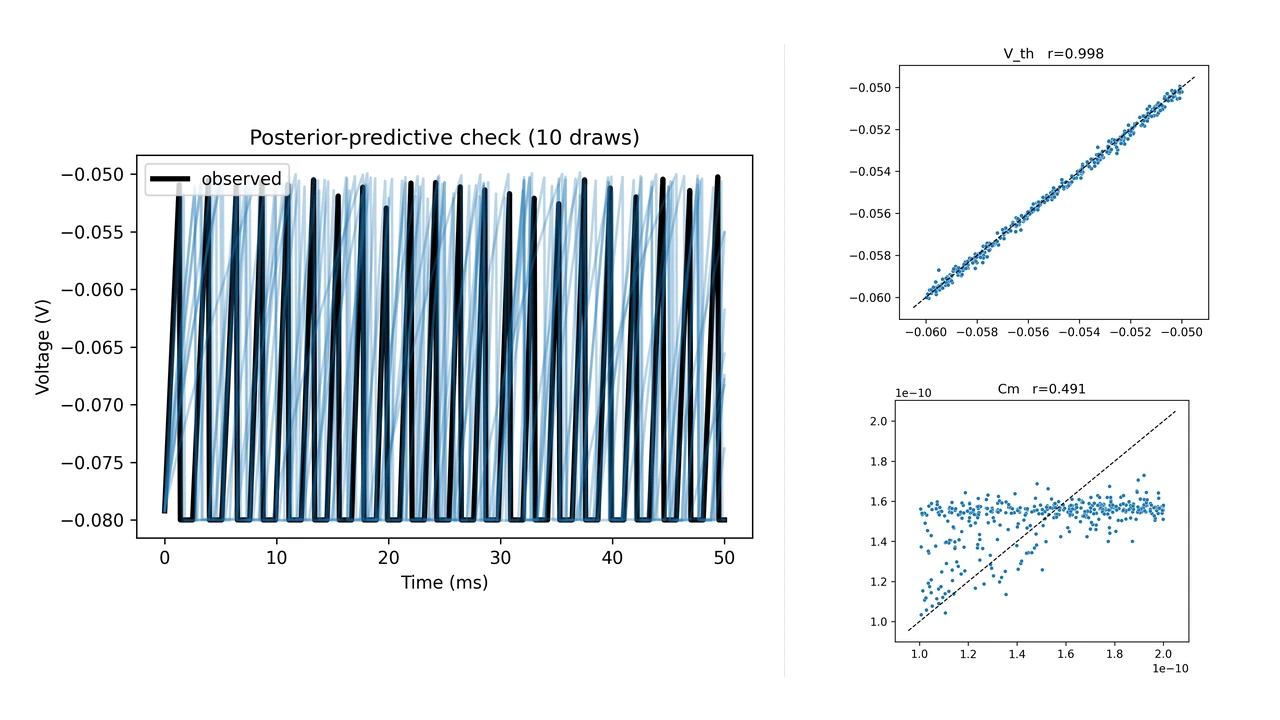 Posterior-predictive check (10 draws)
observed
−0.050
−0.055
−0.060
−0.065
−0.070
−0.075
−0.080
Voltage (V)
0 10 20 30 40 50
Time (ms)
V_th r=0.998
−0.050
−0.052
−0.054
−0.056
−0.058
−0.060
−0.060 −0.058 −0.056 −0.054 −0.052 −0.050
Cm r=0.491
1e−10
2.0
1.8
1.6
1.4
1.2
1.0
1.0 1.2 1.4 1.6 1.8 2.0
1e−10